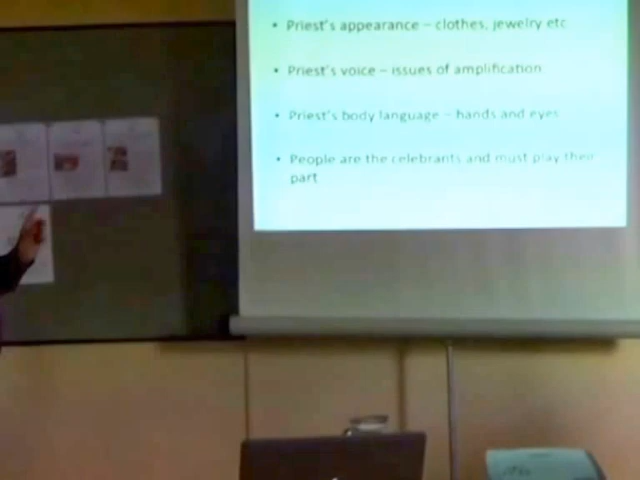 • Priest's appearance – clothes, jewelry etc
• Priest's voice – issues of amplification
• Priest's body language – hands and eyes
• People are the celebrants and must play their
part